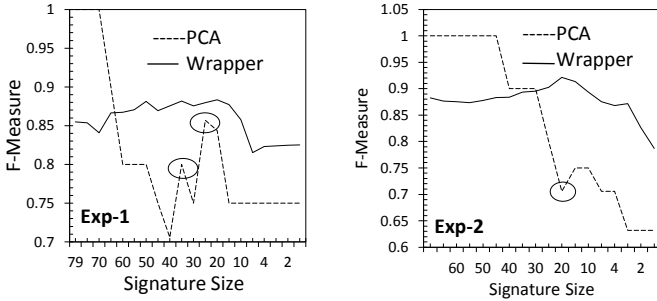 1
0.95
0.9
0.85
0.8
0.75
0.7
F-Measure
PCA
Wrapper
Exp-1
79 70 60 50 40 30 20 10 4 2
Signature Size
1.05
1
0.95
0.9
0.85
0.8
0.75
0.7
0.65
0.6
F-Measure
PCA
Wrapper
Exp-2
60 50 40 30 20 10 4 2
Signature Size